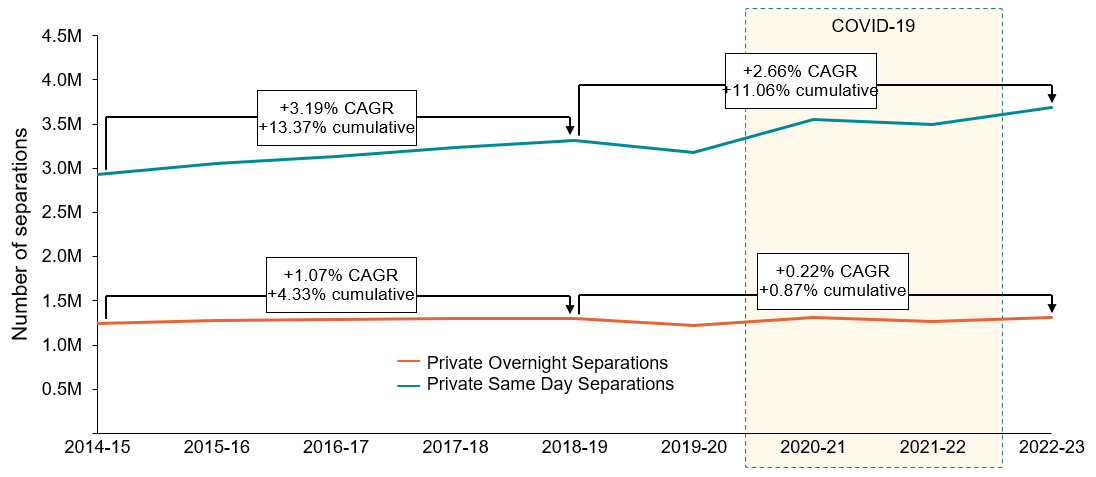 COVID-19
4.5M
4.0M
3.5M
3.0M
2.5M
2.0M
1.5M
1.0M
0.5M
Number of separations
+2.66% CAGR
+11.06% cumulative
+3.19% CAGR
+13.37% cumulative
+0.22% CAGR
+0.87% cumulative
+1.07% CAGR
+4.33% cumulative
Private Overnight Separations
Private Same Day Separations
2014-15 2015-16 2016-17 2017-18 2018-19 2019-20 2020-21 2021-22 2022-23